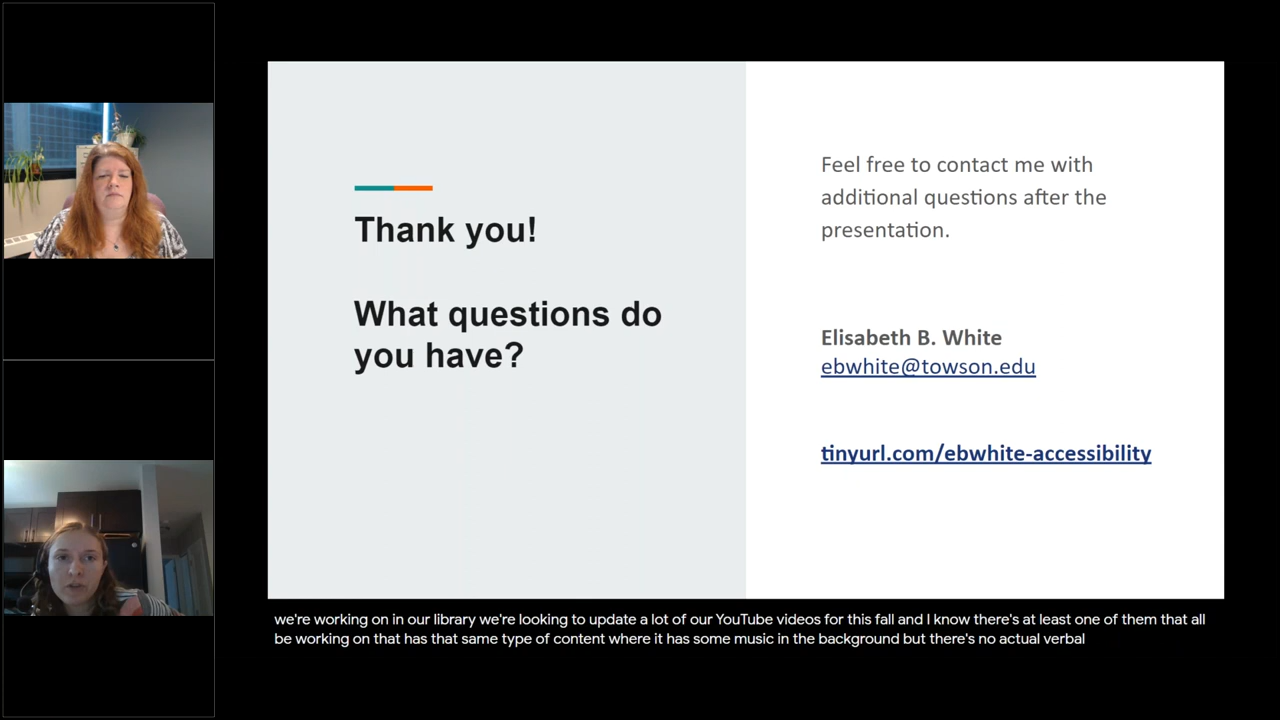 Thank you!
What questions do
you have?
Feel free to contact me with
additional questions after the
presentation.
Elisabeth B. White
ebwhite@towson.edu
tinyurl.com/ebwhite-accessibility
we're working on in our library we're looking to update a lot of our YouTube videos for this fall and I know there's at least one of them that all
be working on that has that same type of content where it has some music in the background but there's no actual verbal